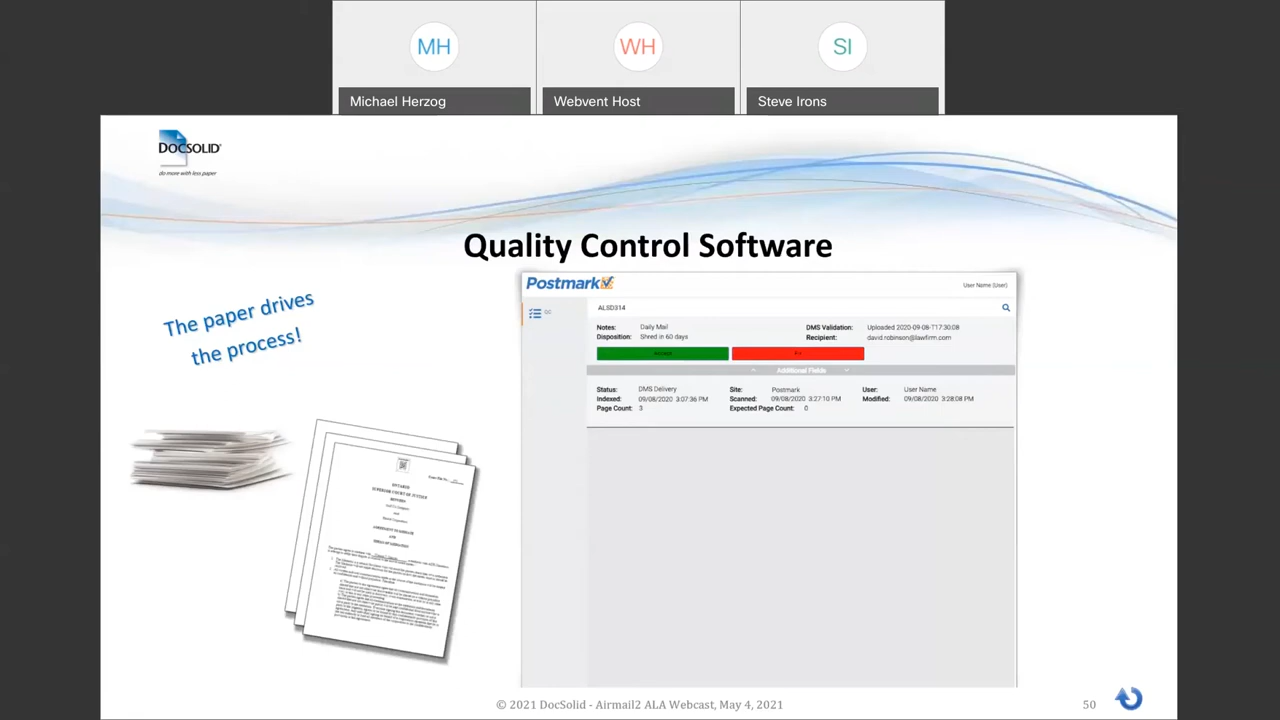 MH
WH
SI
Michael Herzog
Webvent Host
Steve Irons
DOCSOLID
do more with less paper
Quality Control Software
The paper drives
the process!
Postmark
User Name (User)
QC
ALSD314
Notes: Daily Mail
DMS Validation: Uploaded 2020-09-08-T17:30:08
Disposition: Shred in 60 days
Recipient: david.robinson@lawfirm.com
Additional Fields
Status: DMS Delivery
Site: Postmark
User: User Name
Indexed: 09/08/2020 3:07:36 PM
Scanned: 09/08/2020 3:27:10 PM
Modified: 09/08/2020 3:28:08 PM
Page Count: 3
Expected Page Count: 0
ONTARIO
SUPERIOR COURT OF JUSTICE
BETWEEN
AND
© 2021 DocSolid - Airmail2 ALA Webcast, May 4, 2021
50